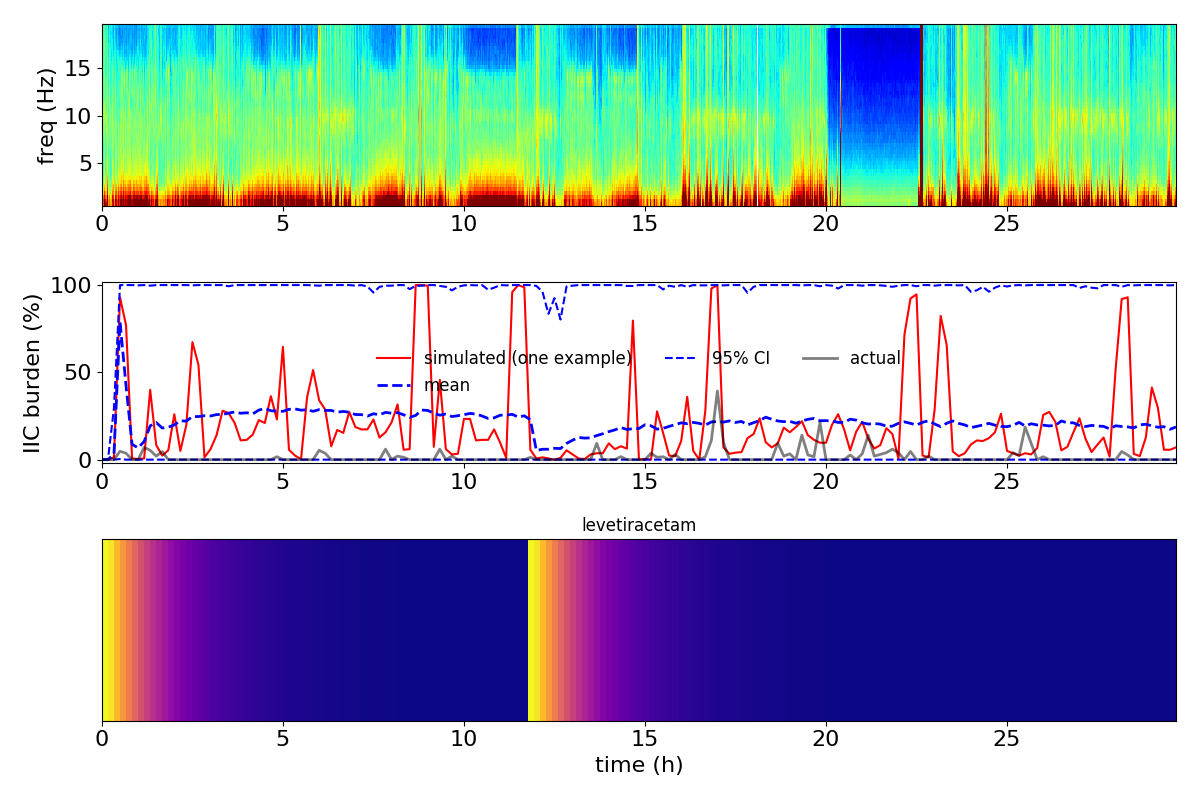 freq (Hz)
15
10
5
0 5 10 15 20 25
IIC burden (%)
100
50
0
simulated (one example) 95% CI actual
mean
0 5 10 15 20 25
levetiracetam
0 5 10 15 20 25
time (h)